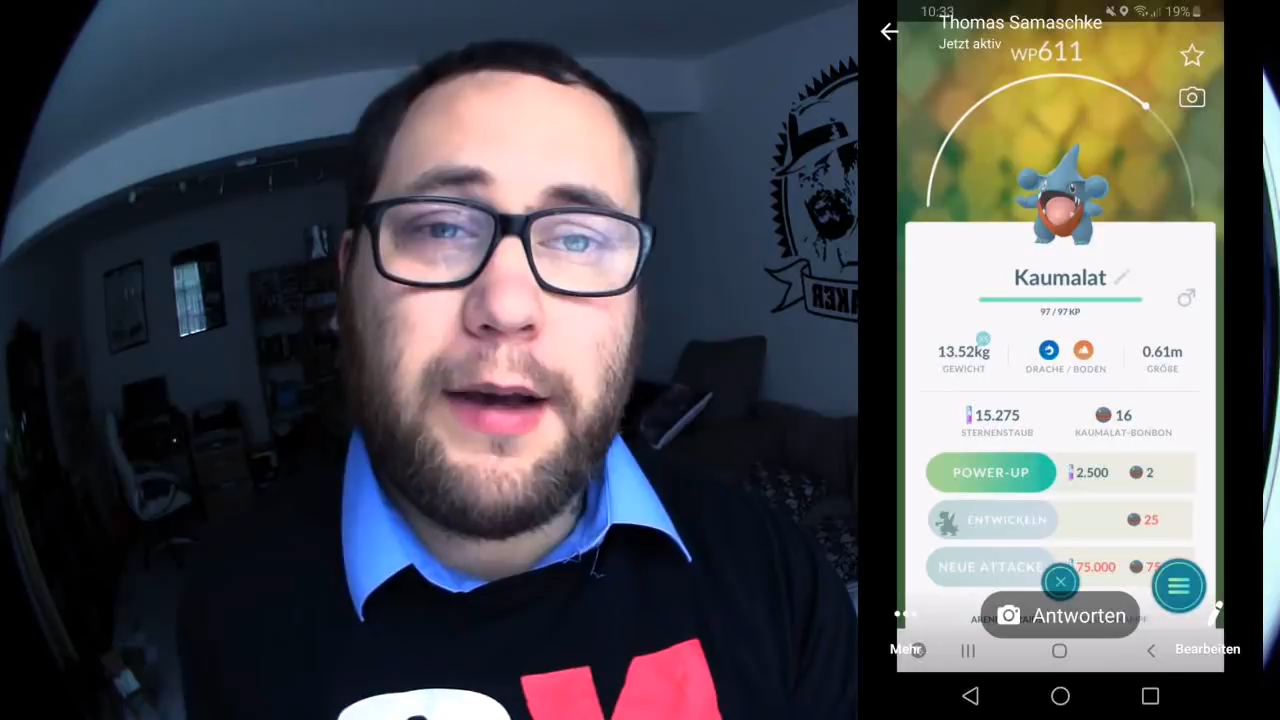 10:33
19%
Thomas Samaschke
Jetzt aktiv
WP611
Kaumalat
97 / 97 KP
XS
13.52kg
GEWICHT
DRACHE / BODEN
0.61m
GRÖßE
15.275
STERNENSTAUB
16
KAUMALAT-BONBON
POWER-UP
2.500
2
ENTWICKELN
25
NEUE ATTACKE
75.000
Antworten
Mehr
Bearbeiten